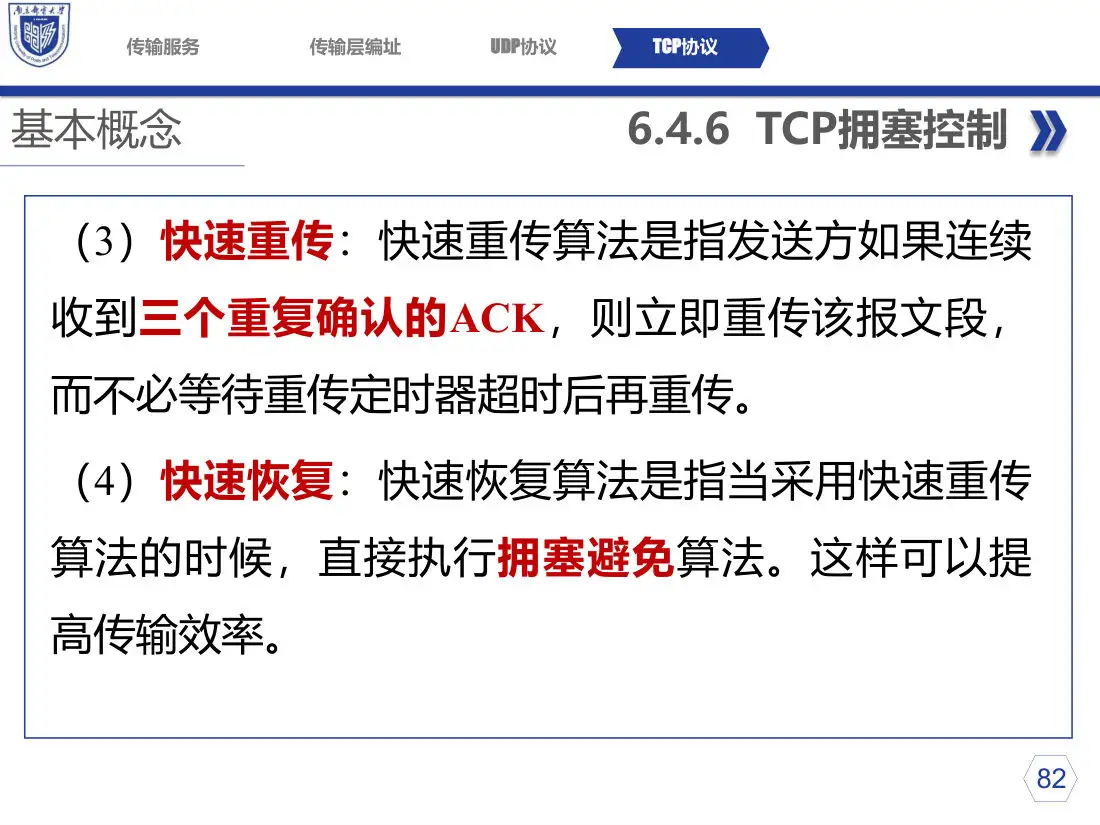 传输服务
传输层编址
UDP协议
TCP协议
基本概念
6.4.6 TCP拥塞控制
（3）快速重传：快速重传算法是指发送方如果连续
收到三个重复确认的ACK，则立即重传该报文段，
而不必等待重传定时器超时后再重传。
（4）快速恢复：快速恢复算法是指当采用快速重传
算法的时候，直接执行拥塞避免算法。这样可以提
高传输效率。
82